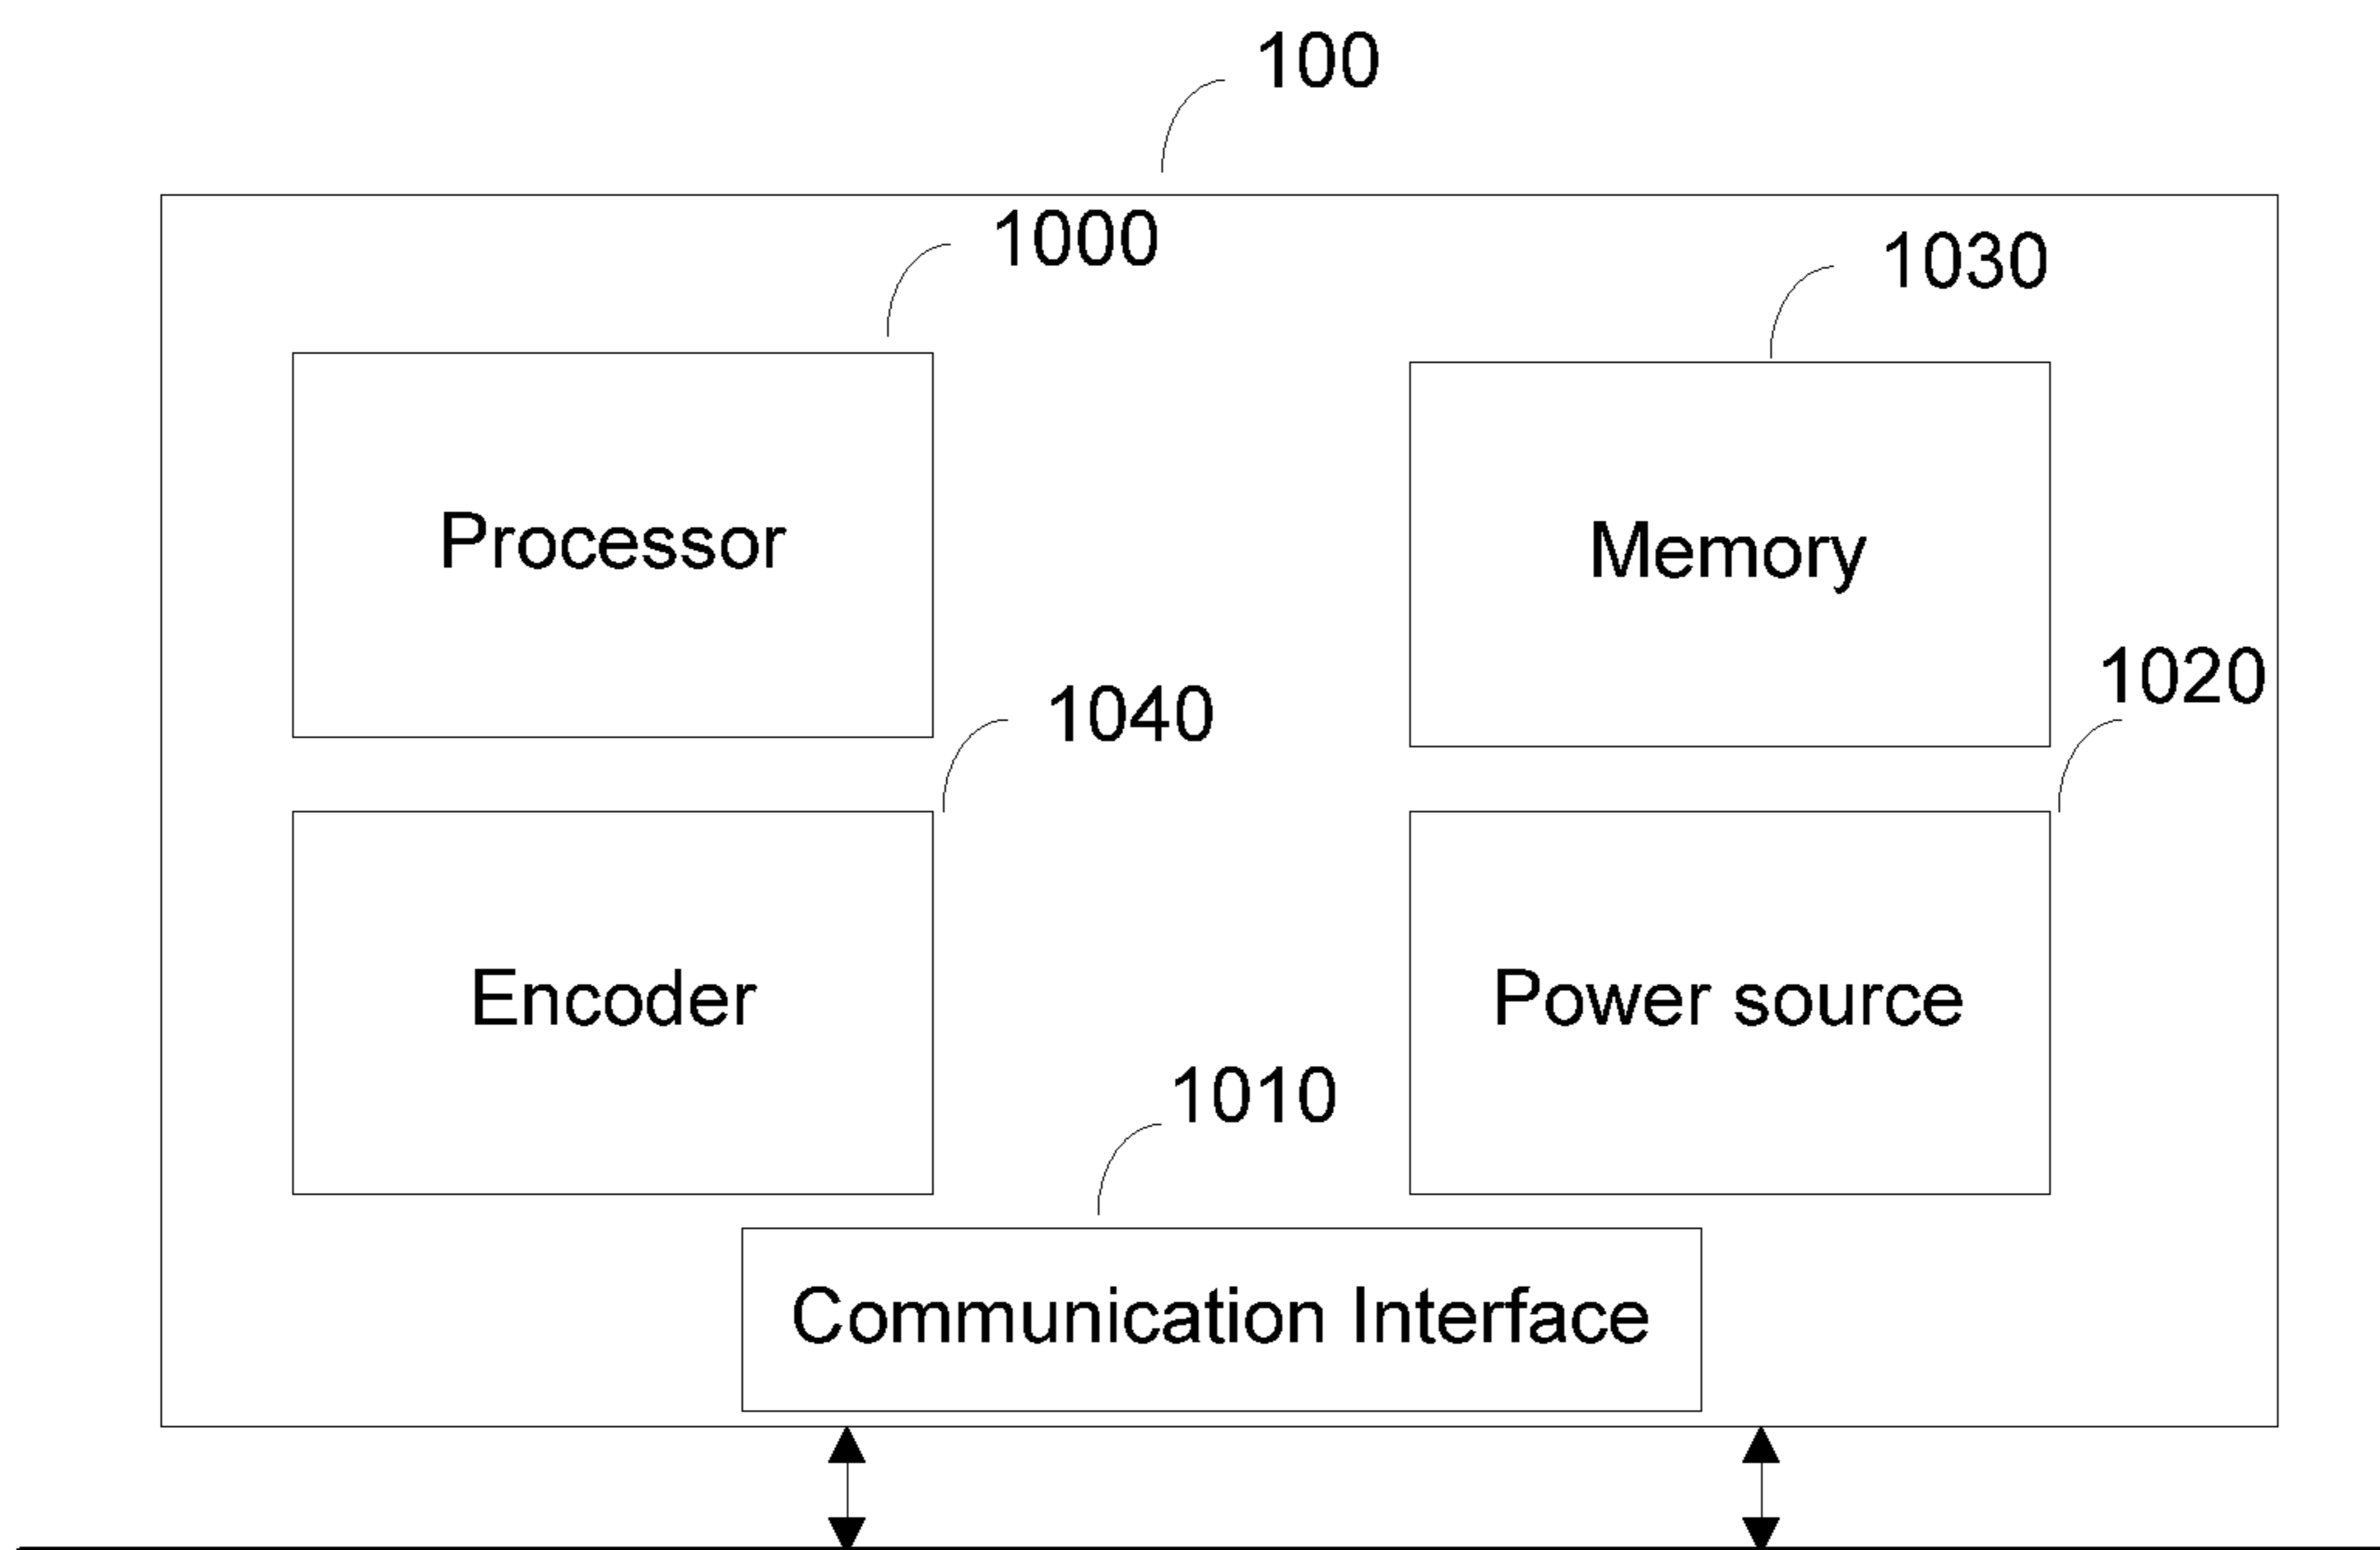 100
1000
1030
Processor
Memory
1040
1020
Encoder
Power source
1010
Communication Interface